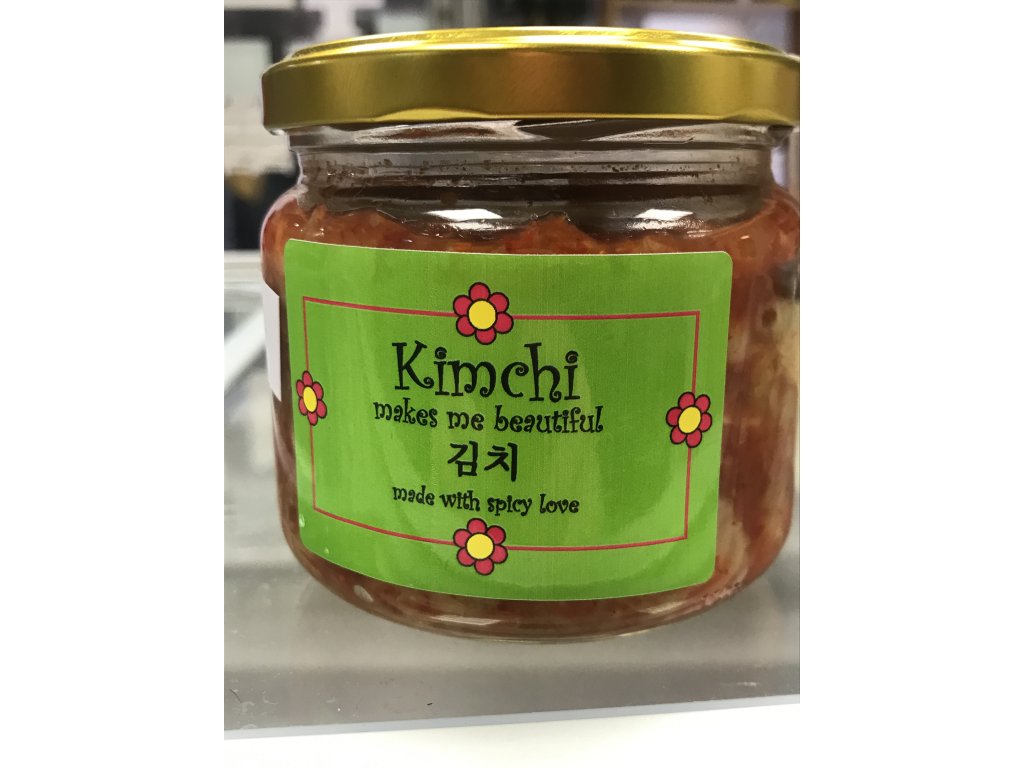 Kimchi
makes me beautiful
김치
made with spicy love